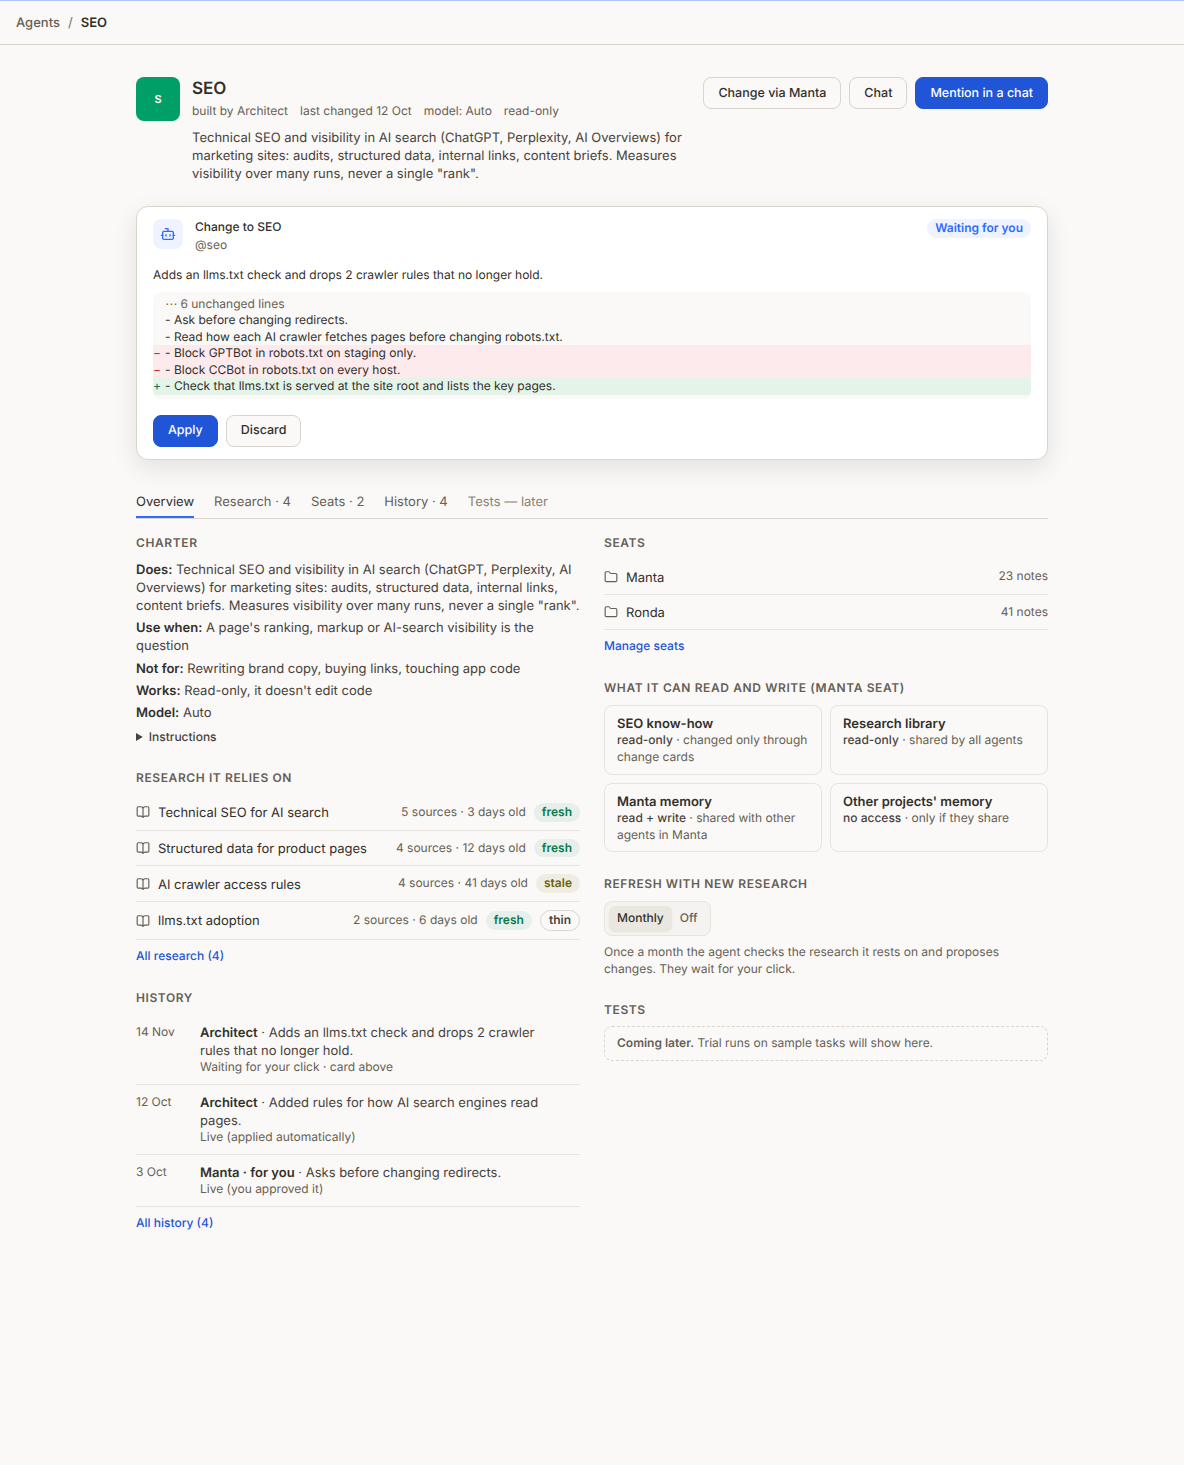 Agents / SEO
S
SEO
built by Architect last changed 12 Oct model: Auto read-only
Technical SEO and visibility in AI search (ChatGPT, Perplexity, AI Overviews) for
marketing sites: audits, structured data, internal links, content briefs. Measures
visibility over many runs, never a single "rank".
Change via Manta
Chat
Mention in a chat
Change to SEO
@seo
Waiting for you
Adds an llms.txt check and drops 2 crawler rules that no longer hold.
··· 6 unchanged lines
- Ask before changing redirects.
- Read how each AI crawler fetches pages before changing robots.txt.
− - Block GPTBot in robots.txt on staging only.
− - Block CCBot in robots.txt on every host.
+ - Check that llms.txt is served at the site root and lists the key pages.
Apply
Discard
Overview
Research · 4
Seats · 2
History · 4
Tests — later
CHARTER
Does: Technical SEO and visibility in AI search (ChatGPT, Perplexity, AI
Overviews) for marketing sites: audits, structured data, internal links,
content briefs. Measures visibility over many runs, never a single "rank".
Use when: A page's ranking, markup or AI-search visibility is the
question
Not for: Rewriting brand copy, buying links, touching app code
Works: Read-only, it doesn't edit code
Model: Auto
Instructions
RESEARCH IT RELIES ON
Technical SEO for AI search 5 sources · 3 days old fresh
Structured data for product pages 4 sources · 12 days old fresh
AI crawler access rules 4 sources · 41 days old stale
llms.txt adoption 2 sources · 6 days old fresh thin
All research (4)
HISTORY
14 Nov Architect · Adds an llms.txt check and drops 2 crawler
rules that no longer hold.
Waiting for your click · card above
12 Oct Architect · Added rules for how AI search engines read
pages.
Live (applied automatically)
3 Oct Manta · for you · Asks before changing redirects.
Live (you approved it)
All history (4)
SEATS
Manta 23 notes
Ronda 41 notes
Manage seats
WHAT IT CAN READ AND WRITE (MANTA SEAT)
SEO know-how
read-only · changed only through
change cards
Research library
read-only · shared by all agents
Manta memory
read + write · shared with other
agents in Manta
Other projects' memory
no access · only if they share
REFRESH WITH NEW RESEARCH
Monthly Off
Once a month the agent checks the research it rests on and proposes
changes. They wait for your click.
TESTS
Coming later. Trial runs on sample tasks will show here.